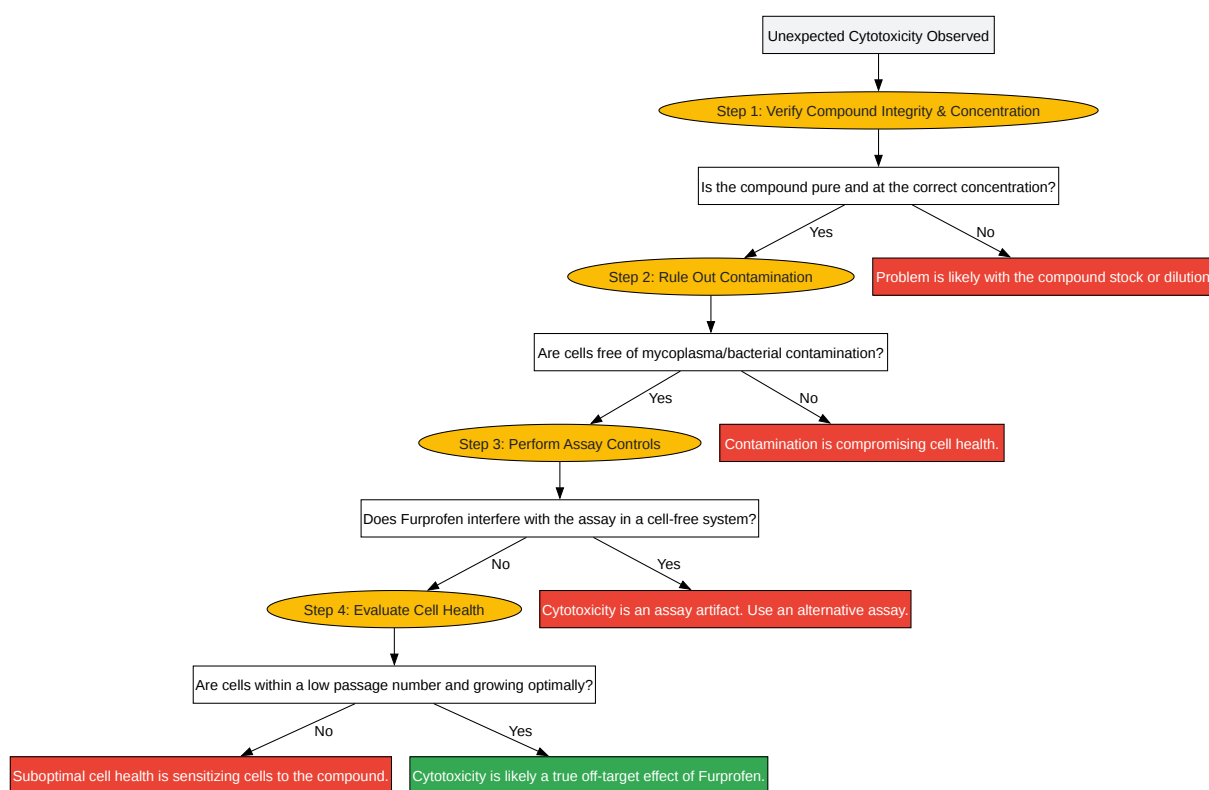 Unexpected Cytotoxicity Observed
Step 1: Verify Compound Integrity & Concentration
Is the compound pure and at the correct concentration?
Yes
No
Step 2: Rule Out Contamination
Problem is likely with the compound stock or dilution
Are cells free of mycoplasma/bacterial contamination?
Yes
No
Step 3: Perform Assay Controls
Contamination is compromising cell health.
Does Furprofen interfere with the assay in a cell-free system?
No
Yes
Step 4: Evaluate Cell Health
Cytotoxicity is an assay artifact. Use an alternative assay.
Are cells within a low passage number and growing optimally?
No
Yes
Suboptimal cell health is sensitizing cells to the compound.
Cytotoxicity is likely a true off-target effect of Furprofen.